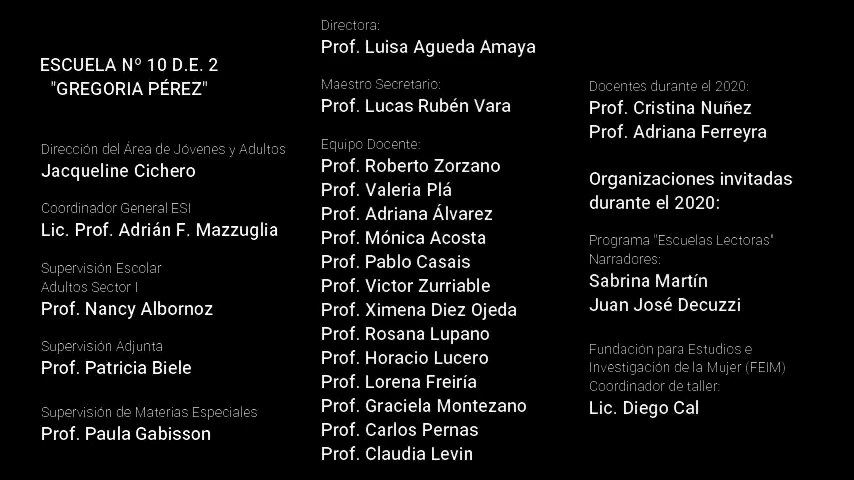 ESCUELA Nº 10 D.E. 2
"GREGORIA PÉREZ"
Dirección del Área de Jóvenes y Adultos
Jacqueline Cichero
Coordinador General ESI
Lic. Prof. Adrián F. Mazzuglia
Supervisión Escolar
Adultos Sector I
Prof. Nancy Albornoz
Supervisión Adjunta
Prof. Patricia Biele
Supervisión de Materias Especiales
Prof. Paula Gabisson
Directora:
Prof. Luisa Agueda Amaya
Maestro Secretario:
Prof. Lucas Rubén Vara
Equipo Docente:
Prof. Roberto Zorzano
Prof. Valeria Plá
Prof. Adriana Álvarez
Prof. Mónica Acosta
Prof. Pablo Casais
Prof. Victor Zurriable
Prof. Ximena Diez Ojeda
Prof. Rosana Lupano
Prof. Horacio Lucero
Prof. Lorena Freiría
Prof. Graciela Montezano
Prof. Carlos Pernas
Prof. Claudia Levin
Docentes durante el 2020:
Prof. Cristina Nuñez
Prof. Adriana Ferreyra
Organizaciones invitadas
durante el 2020:
Programa "Escuelas Lectoras"
Narradores:
Sabrina Martín
Juan José Decuzzi
Fundación para Estudios e
Investigación de la Mujer (FEIM)
Coordinador de taller:
Lic. Diego Cal